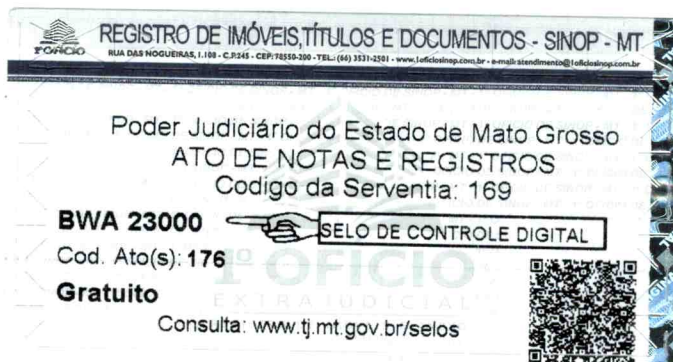 1º OFÍCIO
REGISTRO DE IMÓVEIS,TÍTULOS E DOCUMENTOS - SINOP - MT
RUA DAS NOGUEIRAS, 1.108 - C.P.245 - CEP:78550-200 - TEL.: (66) 3531-2501 - www.1oficiosinop.com.br - e-mail:atendimento@1oficiosinop.com.br
Poder Judiciário do Estado de Mato Grosso
ATO DE NOTAS E REGISTROS
Codigo da Serventia: 169
BWA 23000 SELO DE CONTROLE DIGITAL
Cod. Ato(s): 176
1º OFÍCIO
Gratuito
EXTRAJUDICIAL
Consulta: www.tj.mt.gov.br/selos